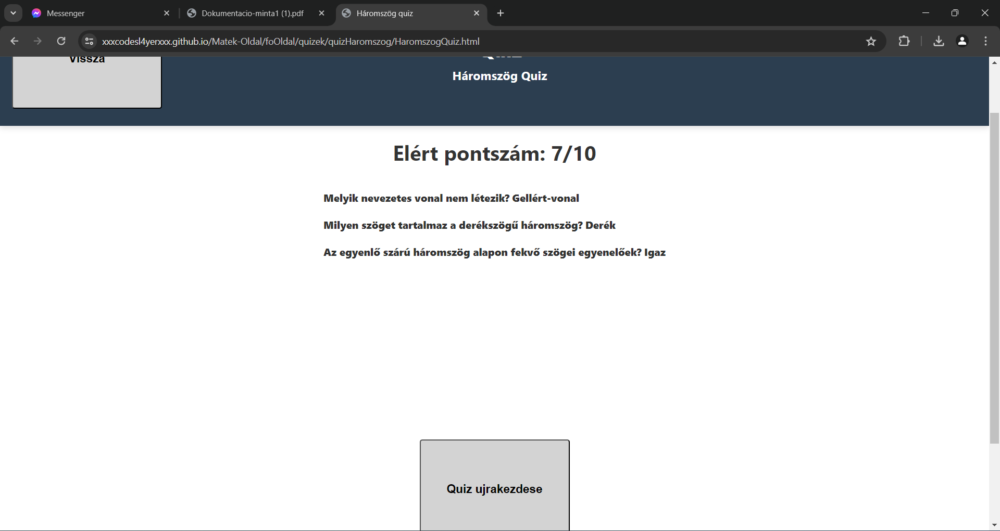 Messenger
Dokumentacio-minta1 (1).pdf
Háromszög quiz
xxxcodesl4yerxxx.github.io/Matek-Oldal/foOldal/quizek/quizHaromszog/HaromszogQuiz.html
Vissza
Háromszög Quiz
Elért pontszám: 7/10
Melyik nevezetes vonal nem létezik? Gellért-vonal
Milyen szöget tartalmaz a derékszögű háromszög? Derék
Az egyenlő szárú háromszög alapon fekvő szögei egyenelőek? Igaz
Quiz ujrakezdese